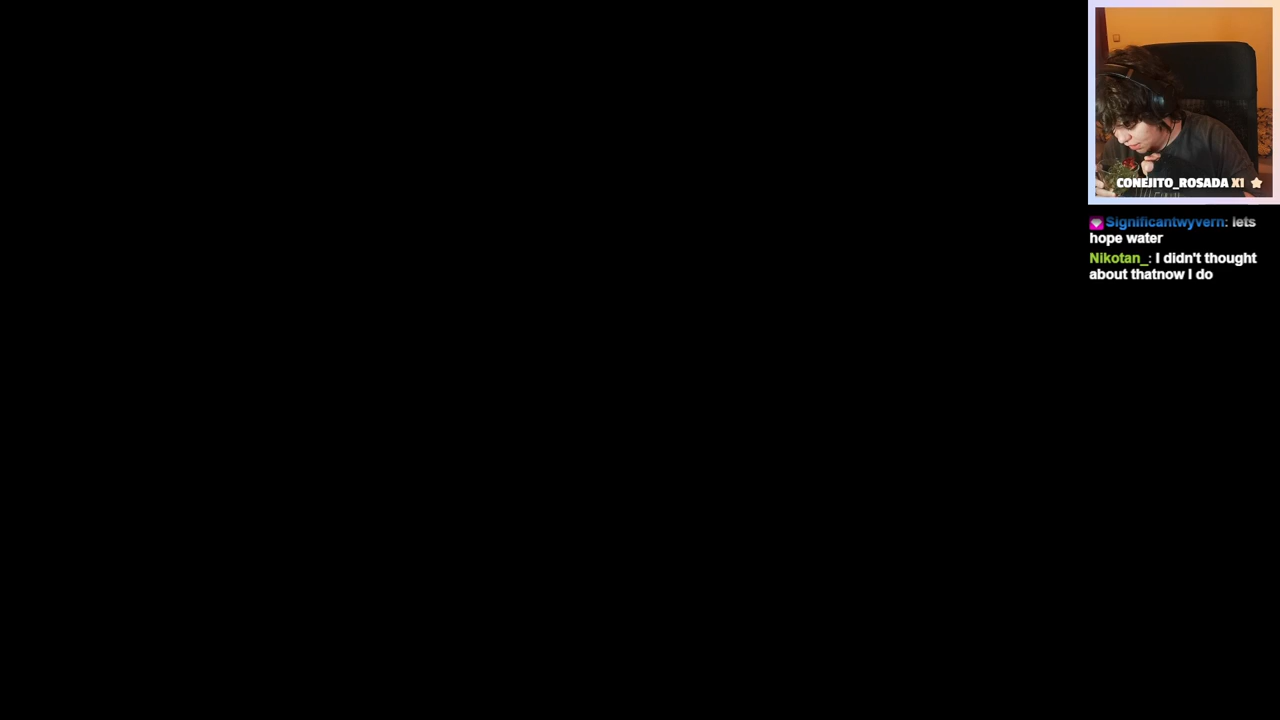 CONEJITO_ROSADA X1
Significantwyvern: lets
hope water
Nikotan_: I didn't thought
about thatnow I do